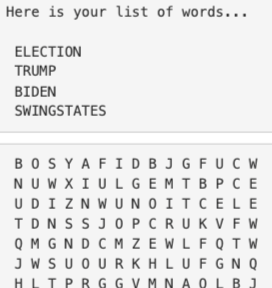 Here is your list of words...
ELECTION
TRUMP
BIDEN
SWINGSTATES
B O S Y A F I D B J G F U C W
N U W X I U L G E M T B P C E
U D I Z N W U N O I T C E L E
T D N S S J O P C R U K V F W
Q M G N D C M Z E W L F Q T W
J W S U O U R K H L U F G N Q
H L T P R G G V M N A O L B J